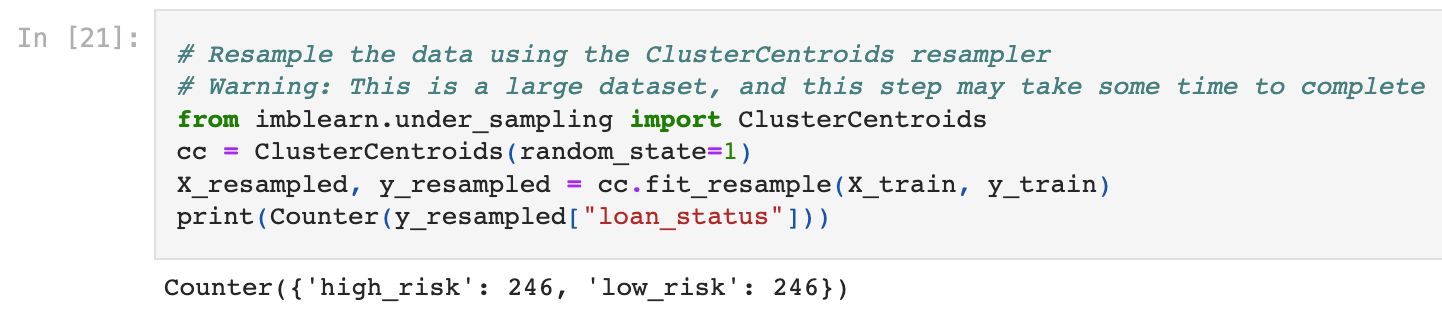 In [21]:
# Resample the data using the ClusterCentroids resampler
# Warning: This is a large dataset, and this step may take some time to complete
from imblearn.under_sampling import ClusterCentroids
cc = ClusterCentroids(random_state=1)
X_resampled, y_resampled = cc.fit_resample(X_train, y_train)
print(Counter(y_resampled["loan_status"]))
Counter({'high_risk': 246, 'low_risk': 246})